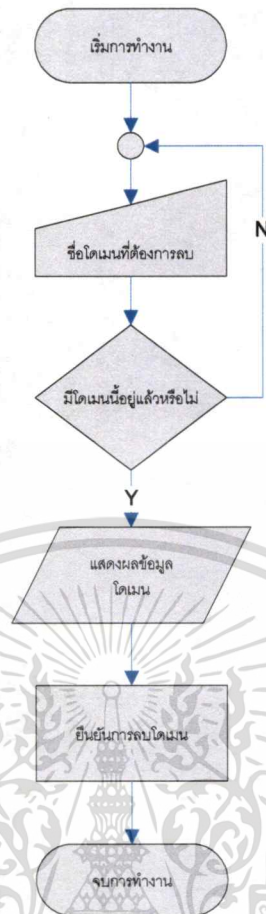 เริ่มการทำงาน
ชื่อโดเมนที่ต้องการลบ
N
มีโดเมนนี้อยู่แล้วหรือไม่
Y
แสดงผลข้อมูล
โดเมน
ยืนยันการลบโดเมน
จบการทำงาน